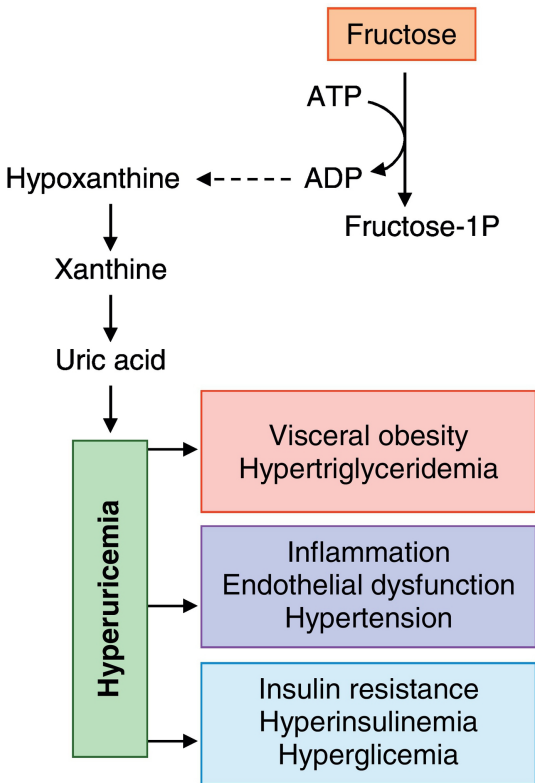 Fructose
ATP
Hypoxanthine
ADP
Fructose-1P
Xanthine
Uric acid
Hyperuricemia
Visceral obesity
Hypertriglyceridemia
Inflammation
Endothelial dysfunction
Hypertension
Insulin resistance
Hyperinsulinemia
Hyperglicemia